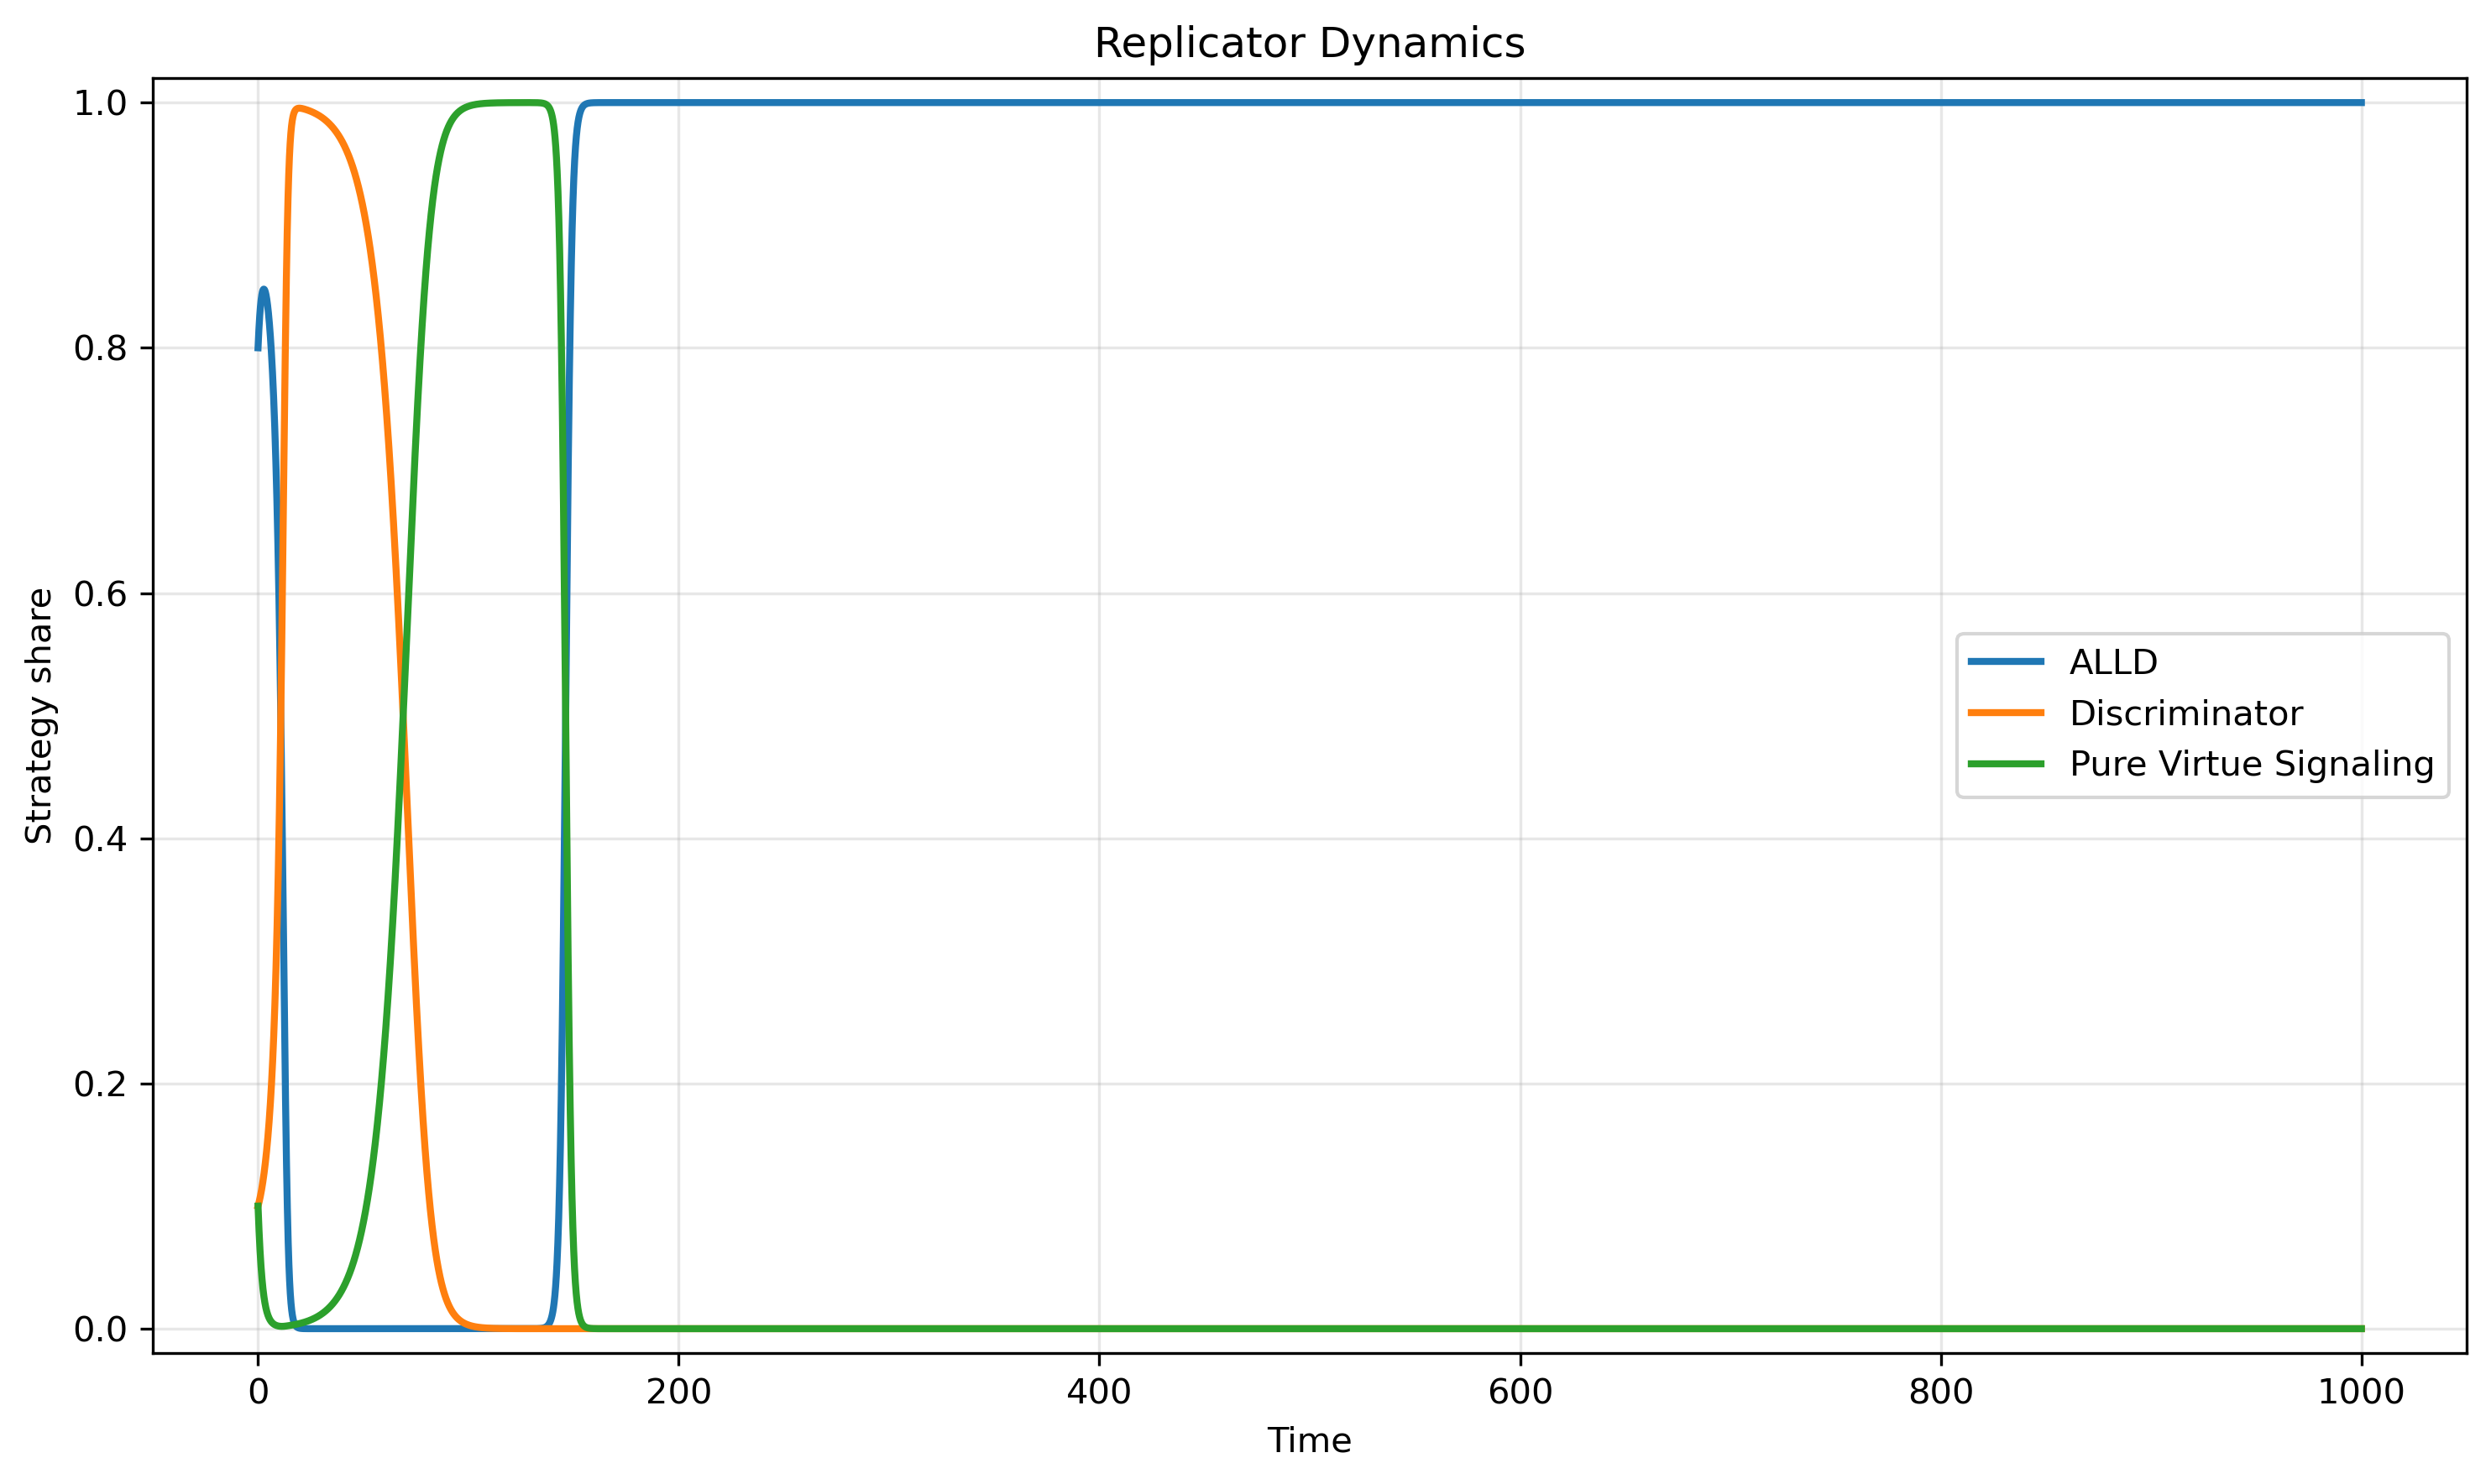 Replicator Dynamics
Strategy share
1.0
0.8
0.6
0.4
0.2
0.0
ALLD
Discriminator
Pure Virtue Signaling
0
200
400
600
800
1000
Time